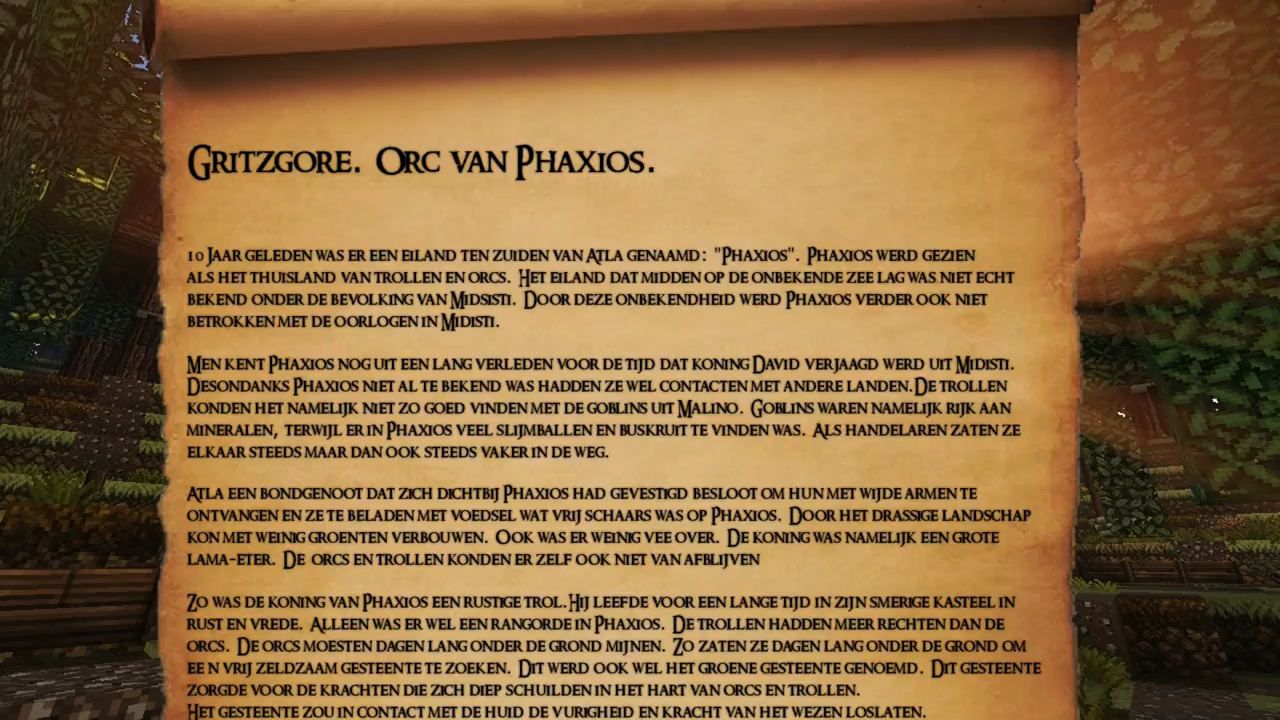 Gritzgore. Orc van Phaxios.
10 Jaar geleden was er een eiland ten zuiden van Atla genaamd: "Phaxios". Phaxios werd gezien
als het thuisland van trollen en orcs. Het eiland dat midden op de onbekende zee lag was niet echt
bekend onder de bevolking van Midsisti. Door deze onbekendheid werd Phaxios verder ook niet
betrokken met de oorlogen in Midisti.
Men kent Phaxios nog uit een lang verleden voor de tijd dat koning David verjaagd werd uit Midisti.
Desondanks Phaxios niet al te bekend was hadden ze wel contacten met andere landen. De trollen
konden het namelijk niet zo goed vinden met de goblins uit Malino. Goblins waren namelijk rijk aan
mineralen, terwijl er in Phaxios veel slijmballen en buskruit te vinden was. Als handelaren zaten ze
elkaar steeds maar dan ook steeds vaker in de weg.
Atla een bondgenoot dat zich dichtbij Phaxios had gevestigd besloot om hun met wijde armen te
ontvangen en ze te beladen met voedsel wat vrij schaars was op Phaxios. Door het drassige landschap
kon met weinig groenten verbouwen. Ook was er weinig vee over. De koning was namelijk een grote
lama-eter. De orcs en trollen konden er zelf ook niet van afblijven
Zo was de koning van Phaxios een rustige trol. Hij leefde voor een lange tijd in zijn smerige kasteel in
rust en vrede. Alleen was er wel een rangorde in Phaxios. De trollen hadden meer rechten dan de
orcs. De orcs moesten dagen lang onder de grond mijnen. Zo zaten ze dagen lang onder de grond om
ee n vrij zeldzaam gesteente te zoeken. Dit werd ook wel het groene gesteente genoemd. Dit gesteente
zorgde voor de krachten die zich diep schuilden in het hart van orcs en trollen.
Het gesteente zou in contact met de huid de vurigheid en kracht van het wezen loslaten.